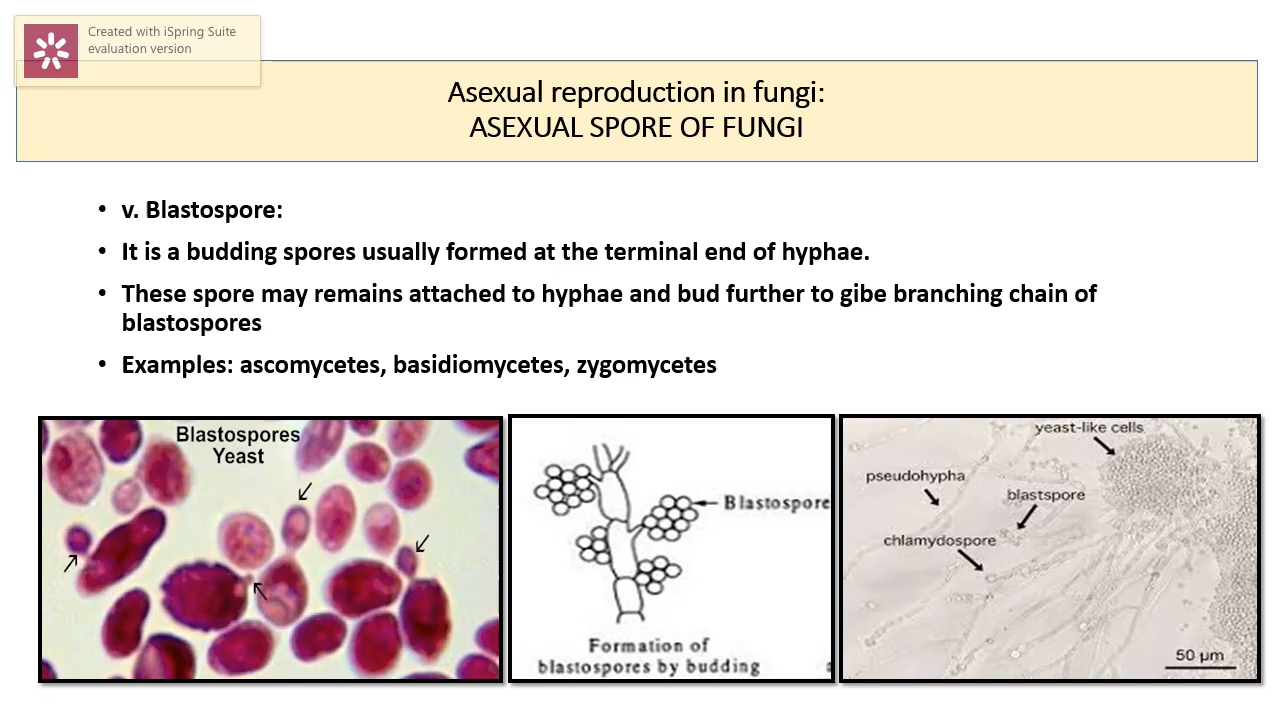 Created with iSpring Suite
evaluation version
Asexual reproduction in fungi:
ASEXUAL SPORE OF FUNGI
• v. Blastospore:
• It is a budding spores usually formed at the terminal end of hyphae.
• These spore may remains attached to hyphae and bud further to gibe branching chain of
blastospores
• Examples: ascomycetes, basidiomycetes, zygomycetes
Blastospores
Yeast
Blastospore
Formation of
blastospores by budding
yeast-like cells
pseudohypha
blastspore
chlamydospore
50 µm